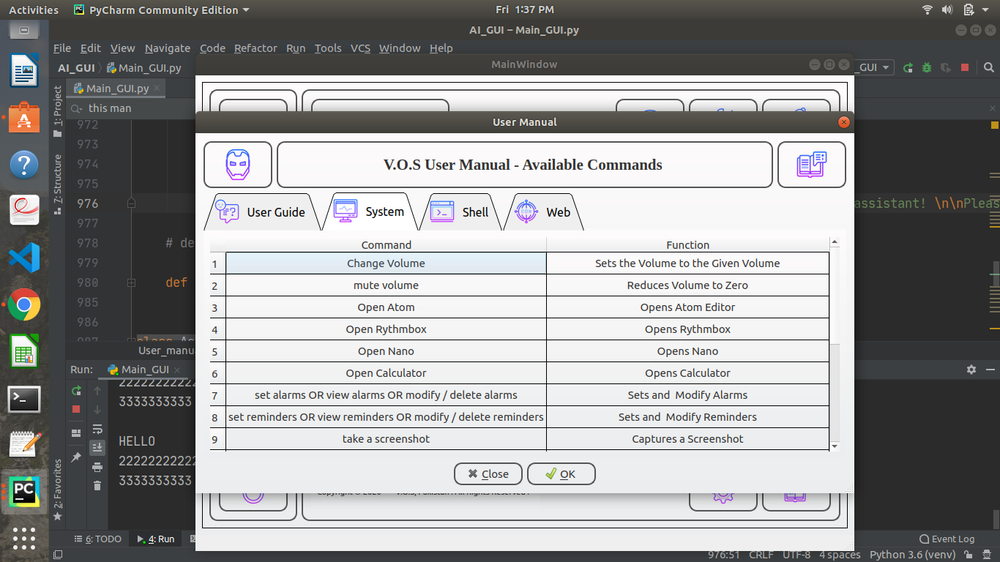 Activities PyCharm Community Edition Fri 1:37 PM
AI_GUI – Main_GUI.py
File Edit View Navigate Code Refactor Run Tools VCS Window Help
AI_GUI Main_GUI.py _GUI
MainWindow
Main_GUI.py
this man
1: Project
7: Structure
2: Favorites
972
973
974
975
976 assistant! \n\nPleas
977
978 # de
979
980 def
985
986
987 class As
User_manua
User Manual
V.O.S User Manual - Available Commands
User Guide System Shell Web
Command Function
1 Change Volume Sets the Volume to the Given Volume
2 mute volume Reduces Volume to Zero
3 Open Atom Opens Atom Editor
4 Open Rythmbox Opens Rythmbox
5 Open Nano Opens Nano
6 Open Calculator Opens Calculator
7 set alarms OR view alarms OR modify / delete alarms Sets and  Modify Alarms
8 set reminders OR view reminders OR modify / delete reminders Sets and  Modify Reminders
9 take a screenshot Captures a Screenshot
Close OK
Run: Main_GUI
222222222222
3333333333
HELLO
222222222222
3333333333
6: TODO 4: Run Event Log
976:51 CRLF UTF-8 4 spaces Python 3.6 (venv)